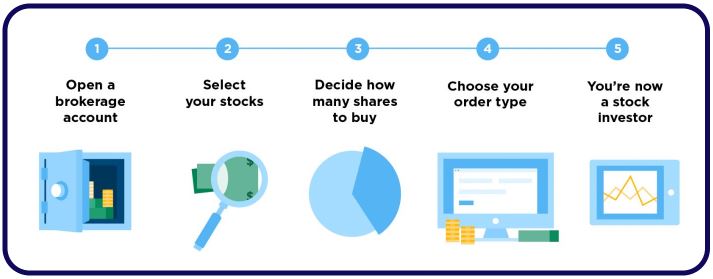 1
2
3
4
5
Open a
brokerage
account
Select
your stocks
Decide how
many shares
to buy
Choose your
order type
You're now
a stock
investor
$
$